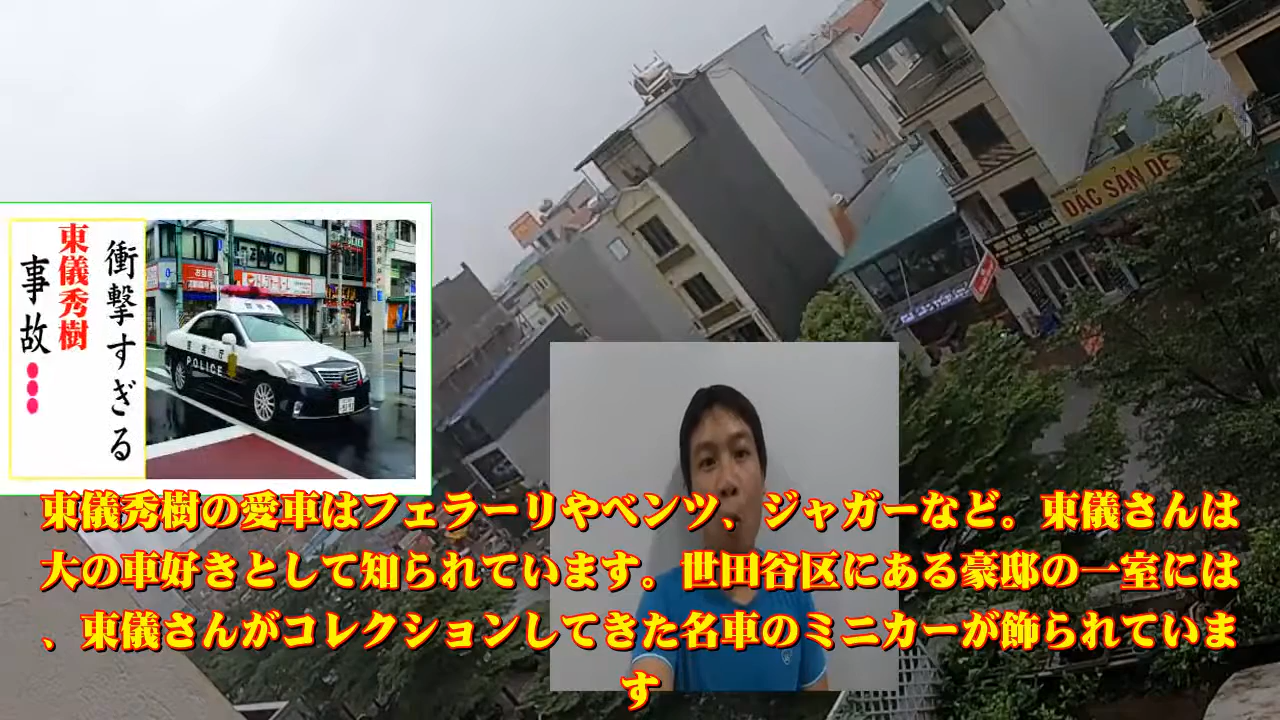 衝撃すぎる
東儀秀樹
事故
POLICE
DAC SAN DE
東儀秀樹の愛車はフェラーリやベンツ、ジャガーなど。東儀さんは
大の車好きとして知られています。世田谷区にある豪邸の一室には
、東儀さんがコレクションしてきた名車のミニカーが飾られていま
す